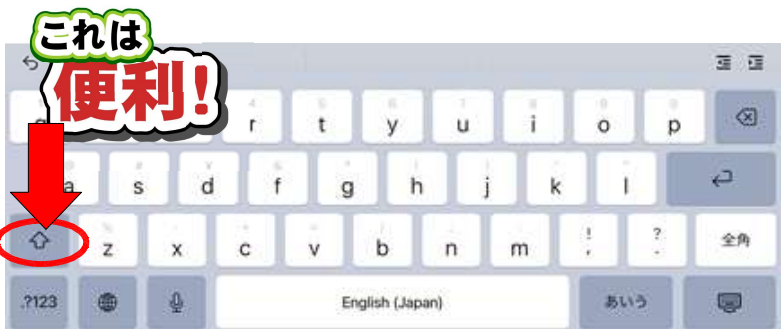 これは
便利!
r t y u i o p
a s d f g h j k l
z x c v b n m ! , ? . 全角
.?123 English (Japan) あいう